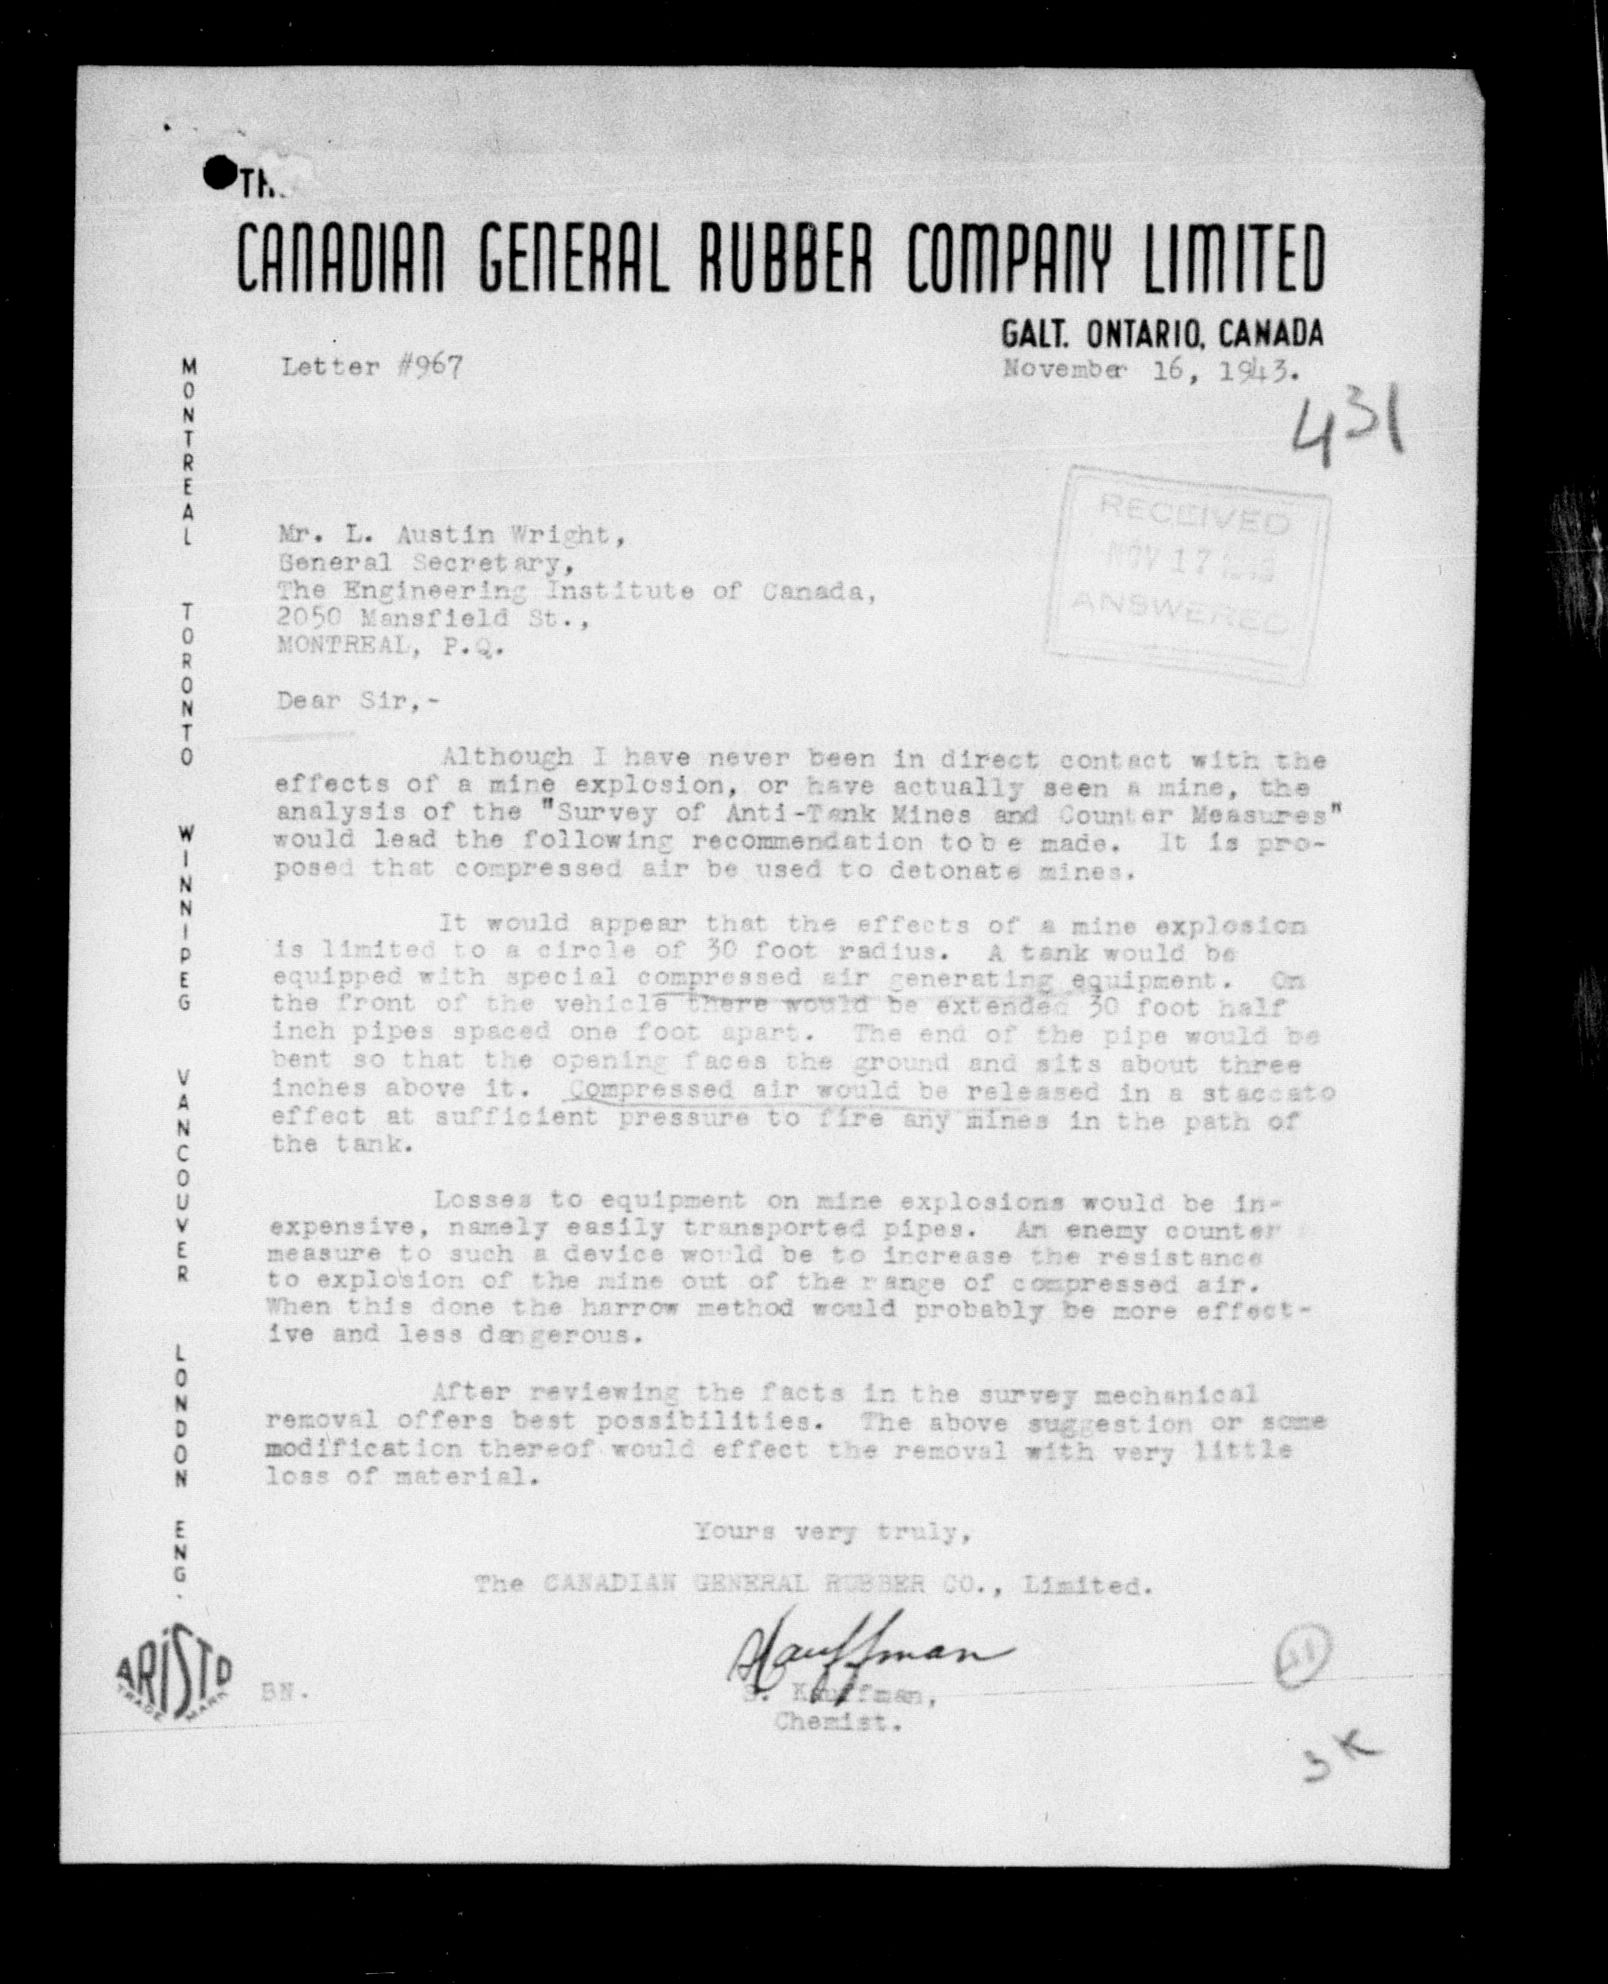 THE
CANADIAN GENERAL RUBBER COMPANY LIMITED
GALT. ONTARIO, CANADA
Letter #967
November 16, 1943.
431
RECEIVED
NOV 17 1943
ANSWERED
Mr. L. Austin Wright,
General Secretary,
The Engineering Institute of Canada,
2050 Mansfield St.,
MONTREAL, P.Q.
Dear Sir,-
Although I have never been in direct contact with the
effects of a mine explosion, or have actually seen a mine, the
analysis of the "Survey of Anti-Tank Mines and Counter Measures"
would lead the following recommendation to b e made. It is pro-
posed that compressed air be used to detonate mines.
It would appear that the effects of a mine explosion
is limited to a circle of 30 foot radius. A tank would be
equipped with special compressed air generating equipment. On
the front of the vehicle there would be extended 30 foot half
inch pipes spaced one foot apart. The end of the pipe would be
bent so that the opening faces the ground and sits about three
inches above it. Compressed air would be released in a staccato
effect at sufficient pressure to fire any mines in the path of
the tank.
Losses to equipment on mine explosions would be in-
expensive, namely easily transported pipes. An enemy counter
measure to such a device would be to increase the resistance
to explosion of the mine out of the range of compressed air.
When this done the harrow method would probably be more effect-
ive and less dangerous.
After reviewing the facts in the survey mechanical
removal offers best possibilities. The above suggestion or some
modification thereof would effect the removal with very little
loss of material.
Yours very truly,
The CANADIAN GENERAL RUBBER CO., Limited.
SKauffman
S. Kauffman,
Chemist.
BN.
MONTREAL TORONTO WINNIPEG VANCOUVER LONDON ENG.
ARISTO
TRADE MARK
3K